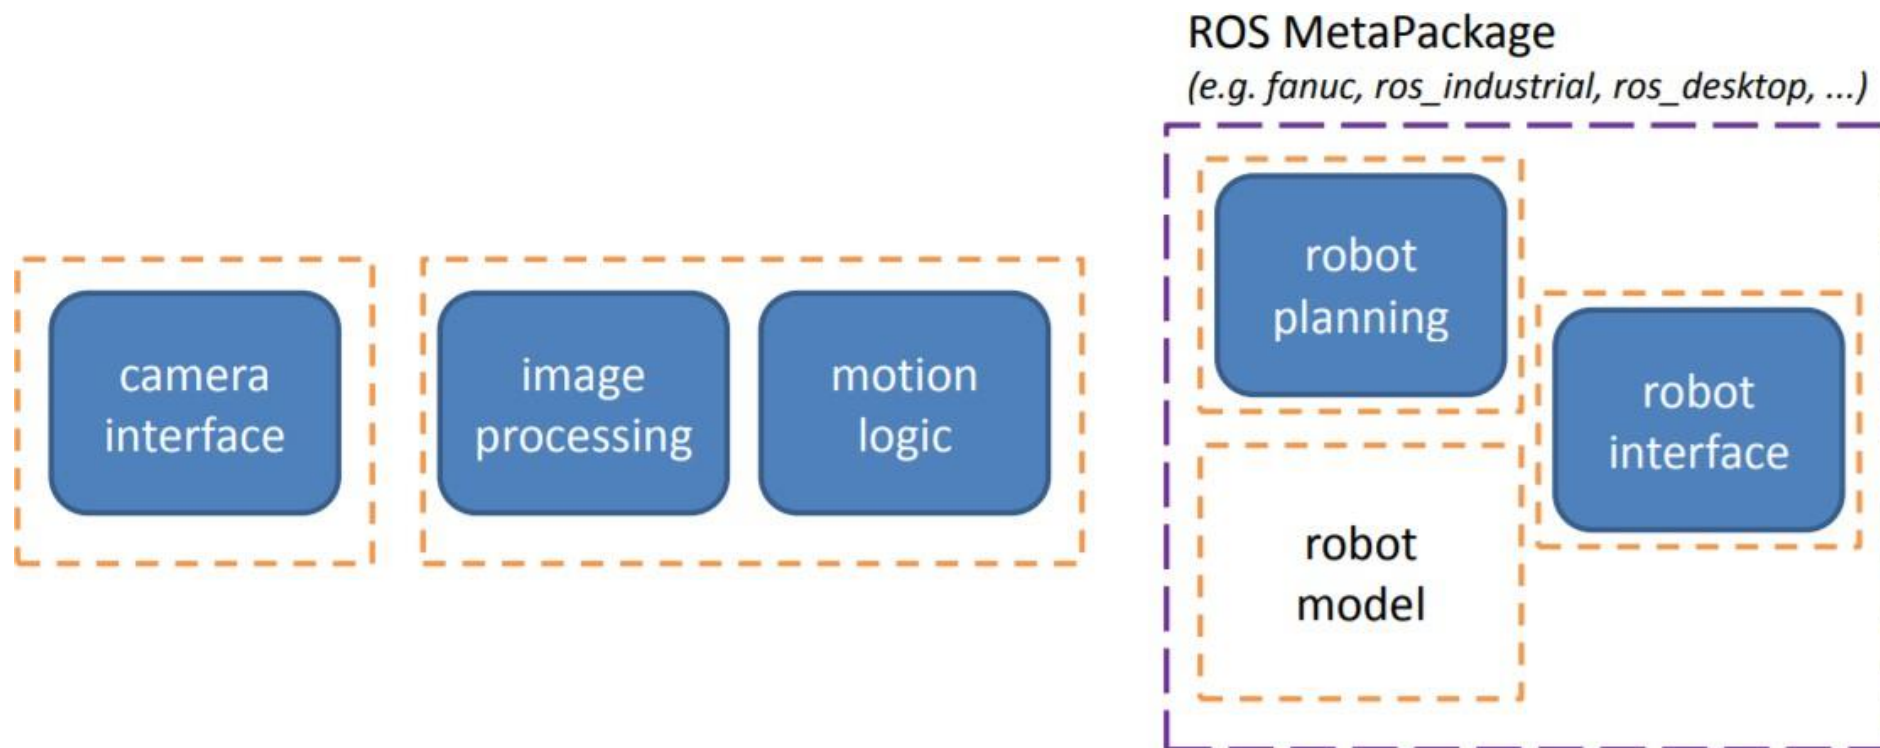 ROS MetaPackage
(e.g. fanuc, ros_industrial, ros_desktop, ...)
camera
interface
image
processing
motion
logic
robot
planning
robot
interface
robot
model